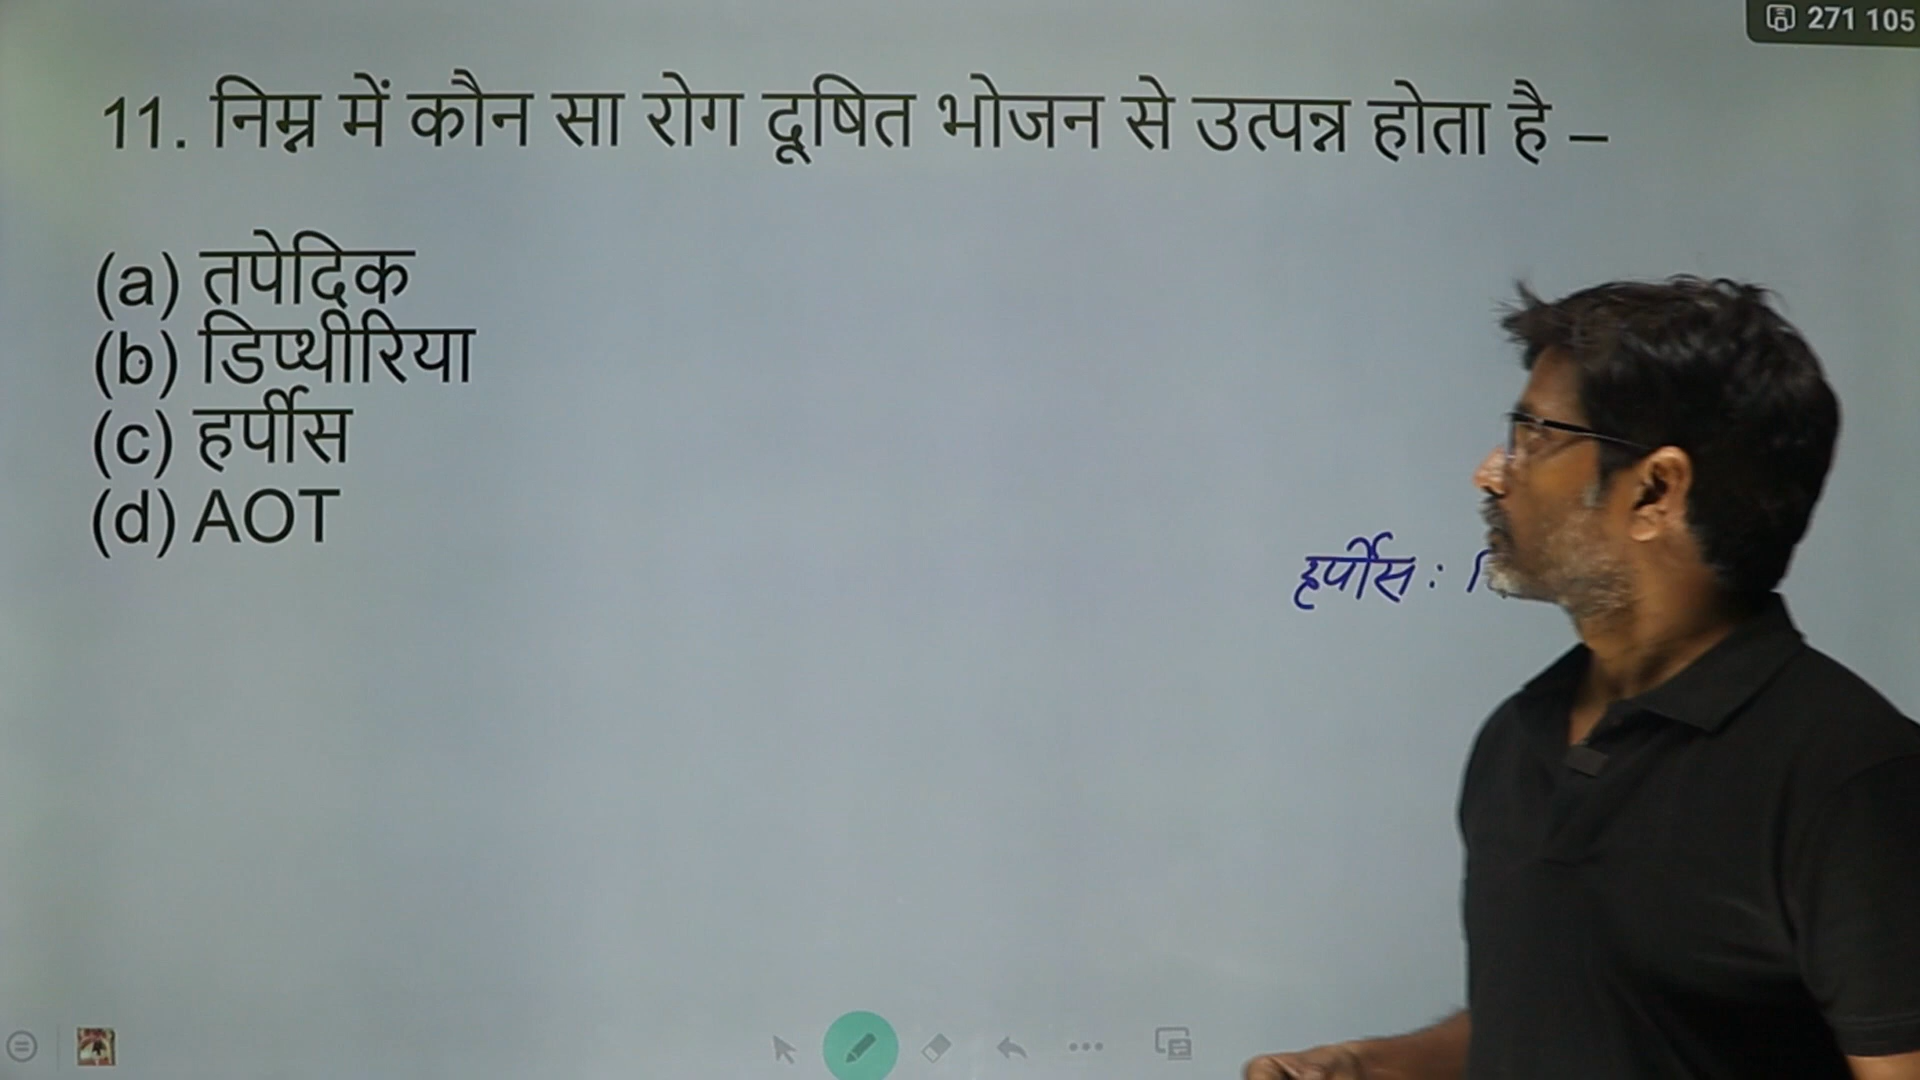 271 105
11. निम्न में कौन सा रोग दूषित भोजन से उत्पन्न होता है –
(a) तपेदिक
(b) डिप्थीरिया
(c) हर्पीस
(d) AOT
हर्पीस :